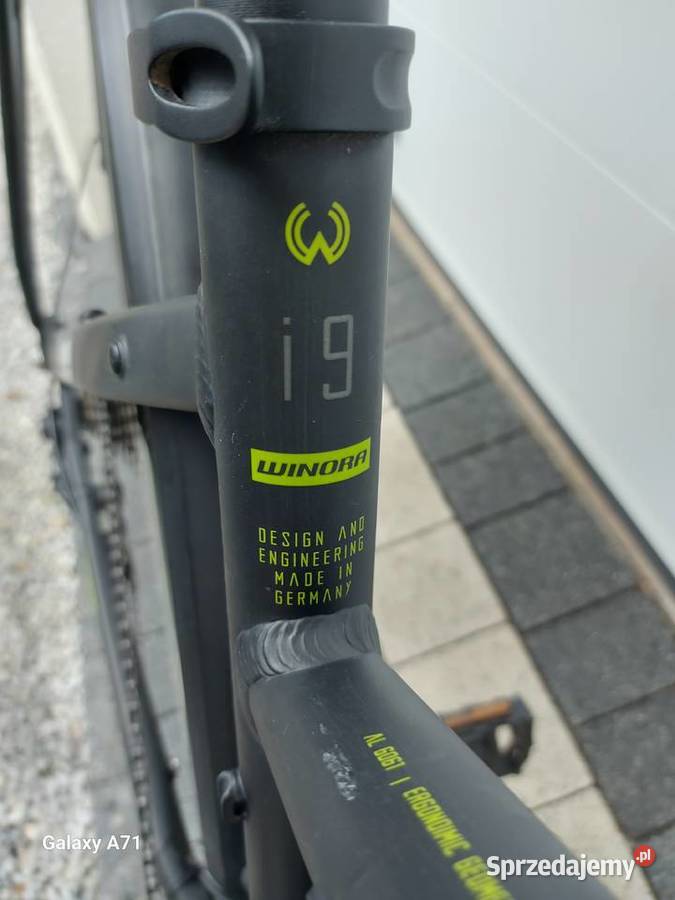 i9
WINORA
DESIGN AND
ENGINEERING
MADE IN
GERMANY
AL 6061 | ERGONOMIC
Galaxy A71
Sprzedajemy.pl